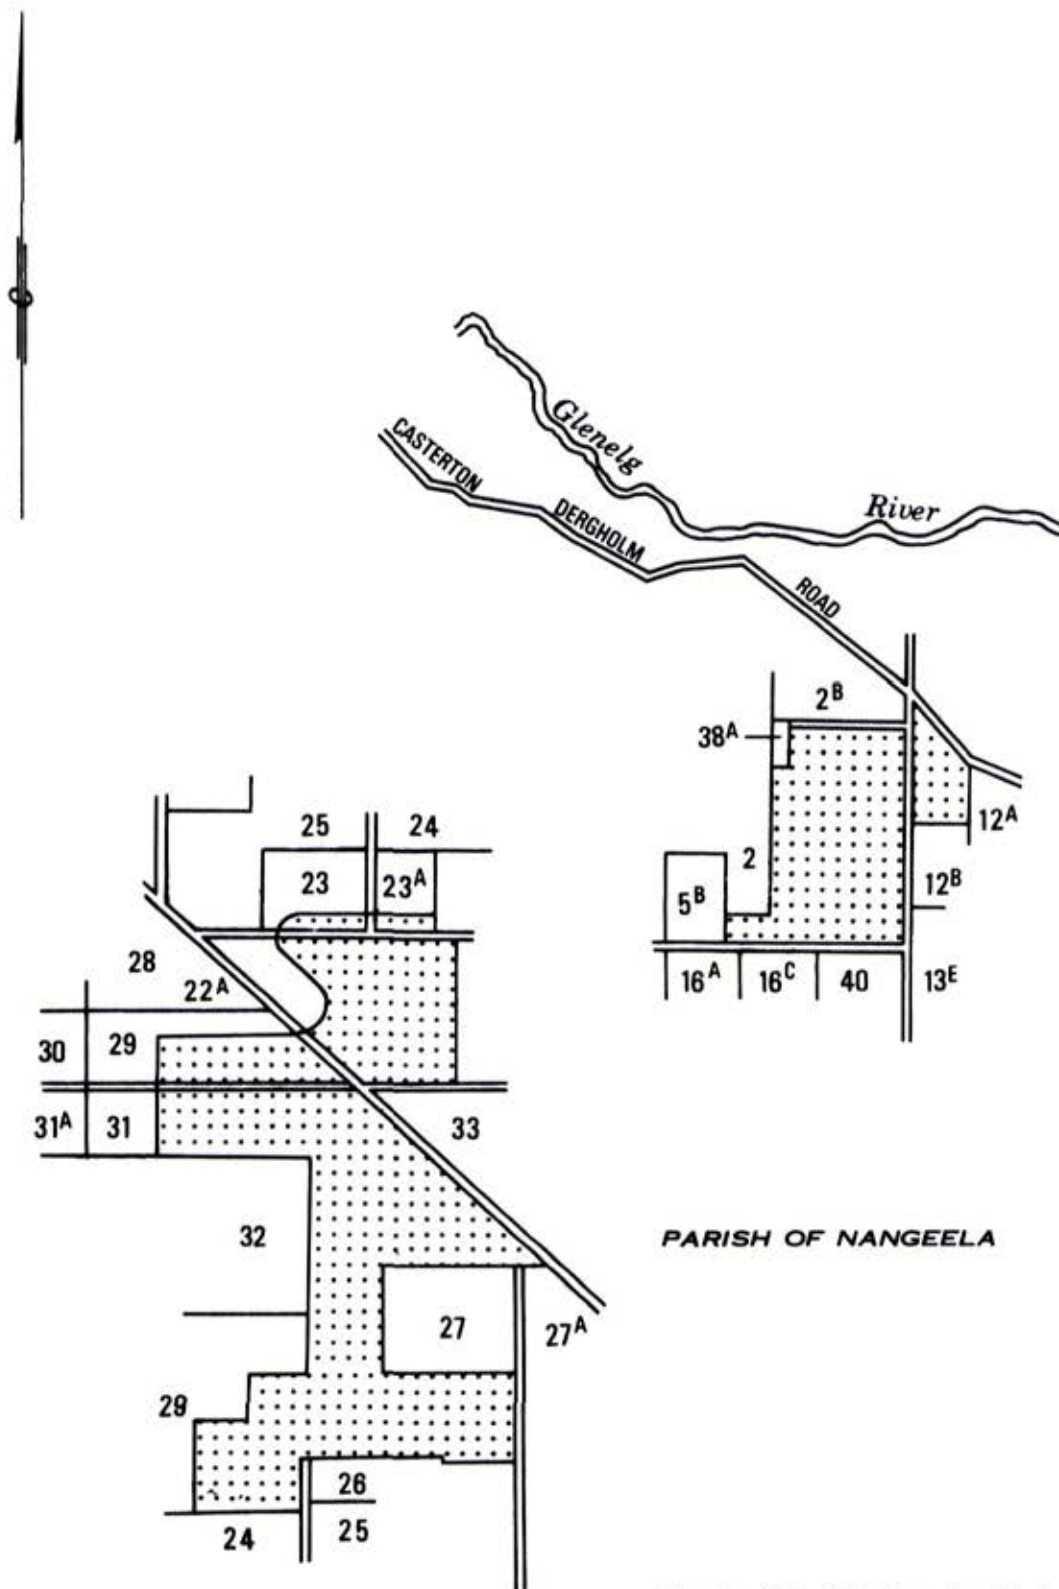 Glenelg
River
CASTERTON
DERGHOLM
ROAD
2B
38A
12A
2
12B
5B
16A
16C
40
13E
25
24
23
23A
28
22A
30
29
31A
31
33
32
PARISH OF NANGEELA
27
27A
29
26
24
25